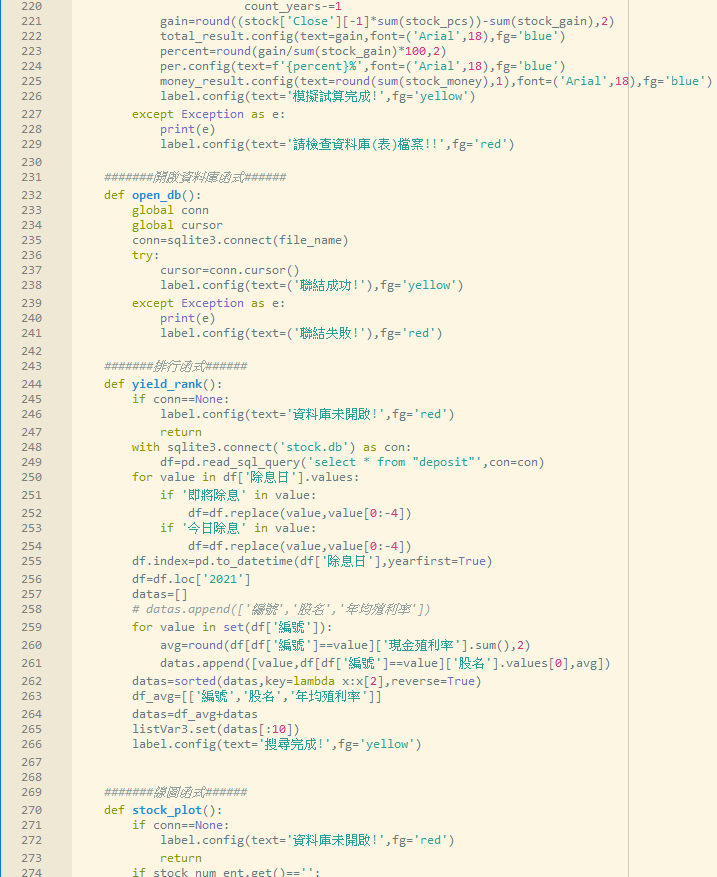 220                         count_years-=1
221             gain=round((stock['Close'][-1]*sum(stock_pcs))-sum(stock_gain),2)
222             total_result.config(text=gain,font=('Arial',18),fg='blue')
223             percent=round(gain/sum(stock_gain)*100,2)
224             per.config(text=f'{percent}%',font=('Arial',18),fg='blue')
225             money_result.config(text=round(sum(stock_money),1),font=('Arial',18),fg='blue')
226             label.config(text='模擬試算完成!',fg='yellow')
227         except Exception as e:
228             print(e)
229             label.config(text='請檢查資料庫(表)檔案!!',fg='red')
230
231     #######開啟資料庫函式######
232     def open_db():
233         global conn
234         global cursor
235         conn=sqlite3.connect(file_name)
236         try:
237             cursor=conn.cursor()
238             label.config(text=('聯結成功!'),fg='yellow')
239         except Exception as e:
240             print(e)
241             label.config(text=('聯結失敗!'),fg='red')
242
243     #######排行函式######
244     def yield_rank():
245         if conn==None:
246             label.config(text='資料庫未開啟!',fg='red')
247             return
248         with sqlite3.connect('stock.db') as con:
249             df=pd.read_sql_query('select * from "deposit"',con=con)
250         for value in df['除息日'].values:
251             if '即將除息' in value:
252                 df=df.replace(value,value[0:-4])
253             if '今日除息' in value:
254                 df=df.replace(value,value[0:-4])
255         df.index=pd.to_datetime(df['除息日'],yearfirst=True)
256         df=df.loc['2021']
257         datas=[]
258         # datas.append(['編號','股名','年均殖利率'])
259         for value in set(df['編號']):
260             avg=round(df[df['編號']==value]['現金殖利率'].sum(),2)
261             datas.append([value,df[df['編號']==value]['股名'].values[0],avg])
262         datas=sorted(datas,key=lambda x:x[2],reverse=True)
263         df_avg=[['編號','股名','年均殖利率']]
264         datas=df_avg+datas
265         listVar3.set(datas[:10])
266         label.config(text='搜尋完成!',fg='yellow')
267
268
269     #######線圖函式######
270     def stock_plot():
271         if conn==None:
272             label.config(text='資料庫未開啟!',fg='red')
273             return
274         if stock_num_ent.get()=='':